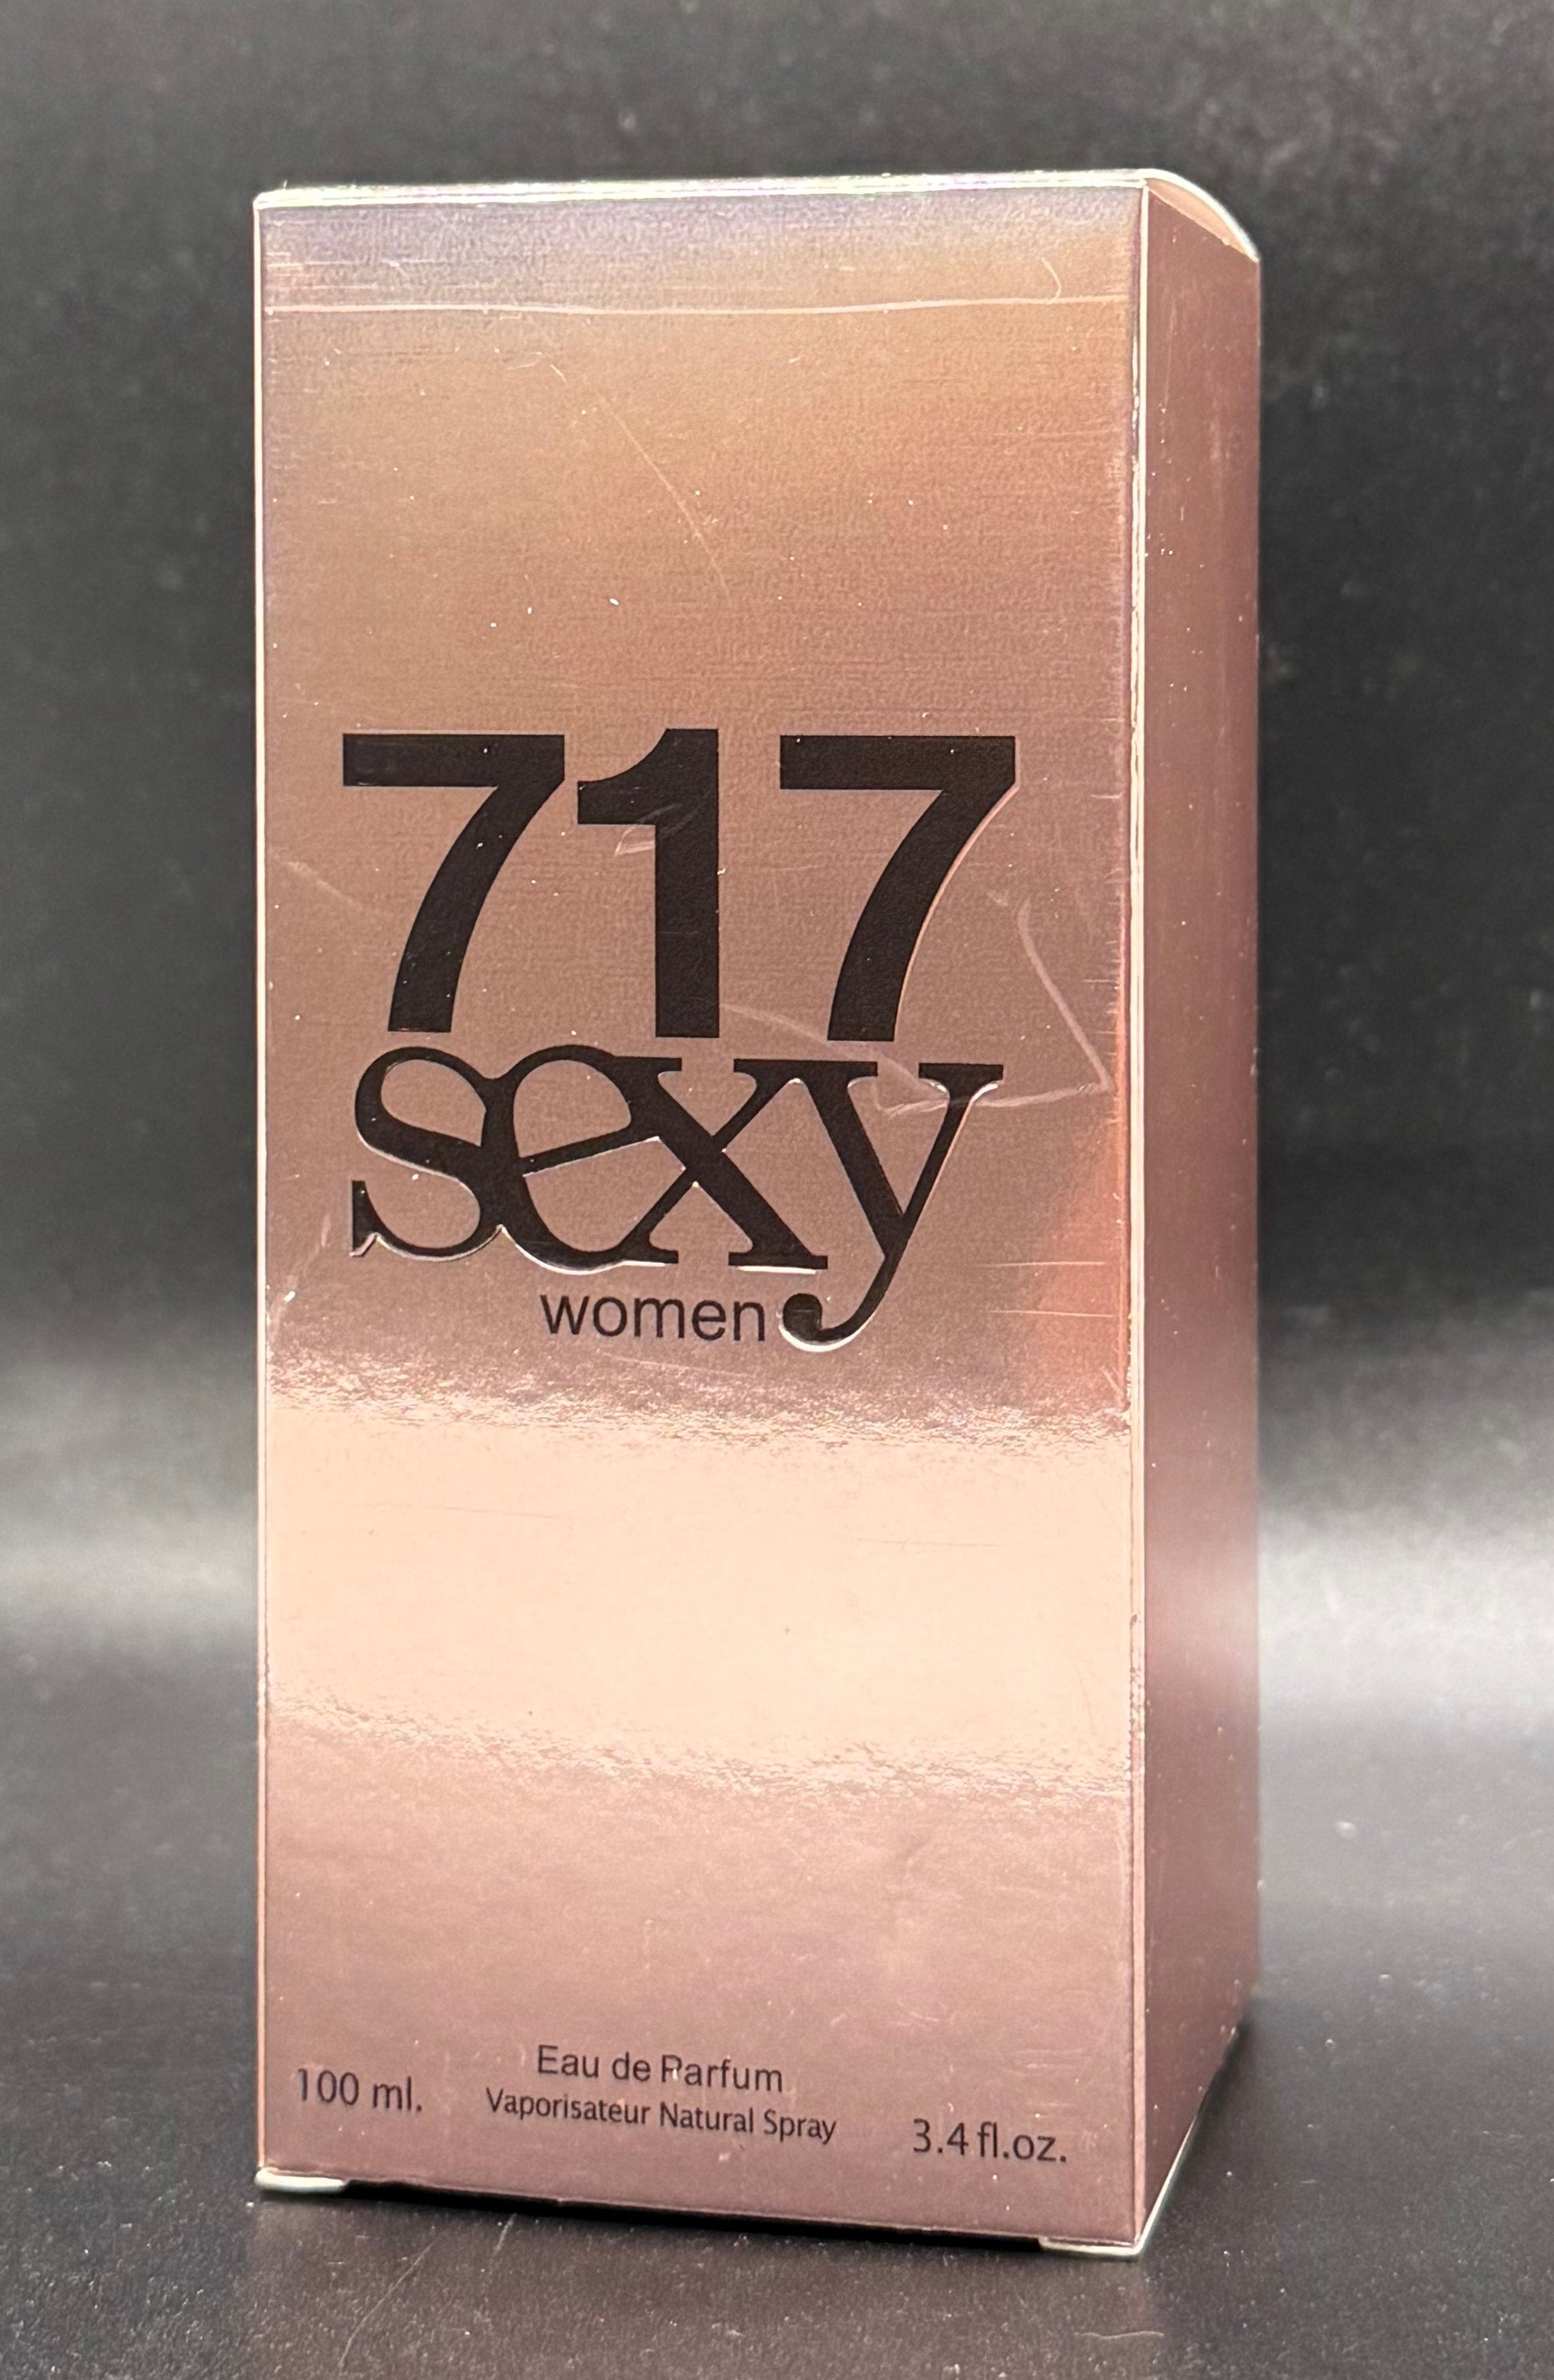 717
sexy
women
Eau de Parfum
100 ml. Vaporisateur Natural Spray 3.4 fl.oz.